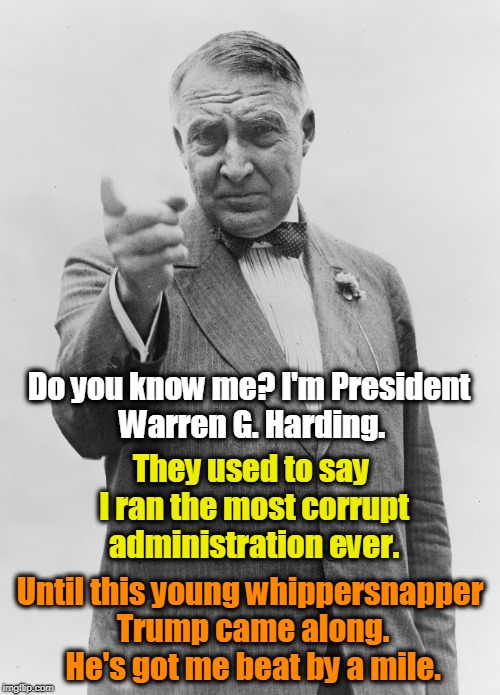 Do you know me? I'm President
Warren G. Harding.
They used to say
I ran the most corrupt
administration ever.
Until this young whippersnapper
Trump came along.
He's got me beat by a mile.
imgflip.com